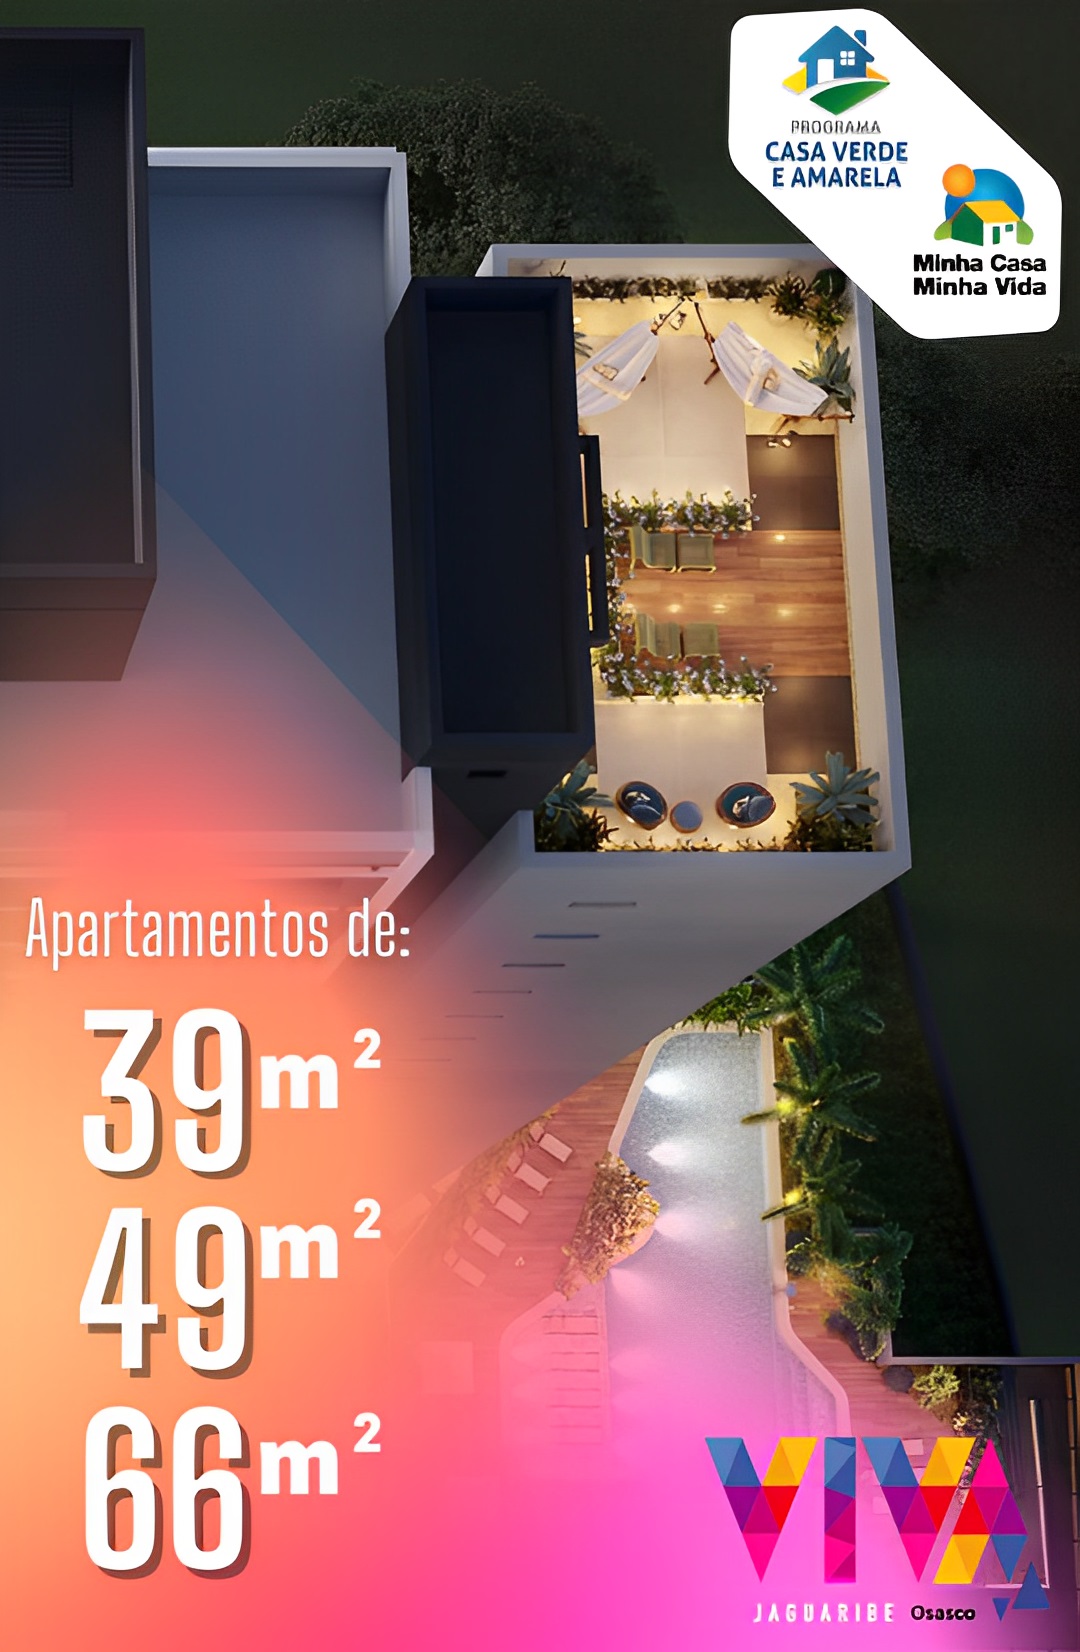 PROGRAMA
CASA VERDE
E AMARELA
Minha Casa
Minha Vida
Apartamentos de:
39m²
49m²
66m²
VIVA
JAGUARIBE Osasco